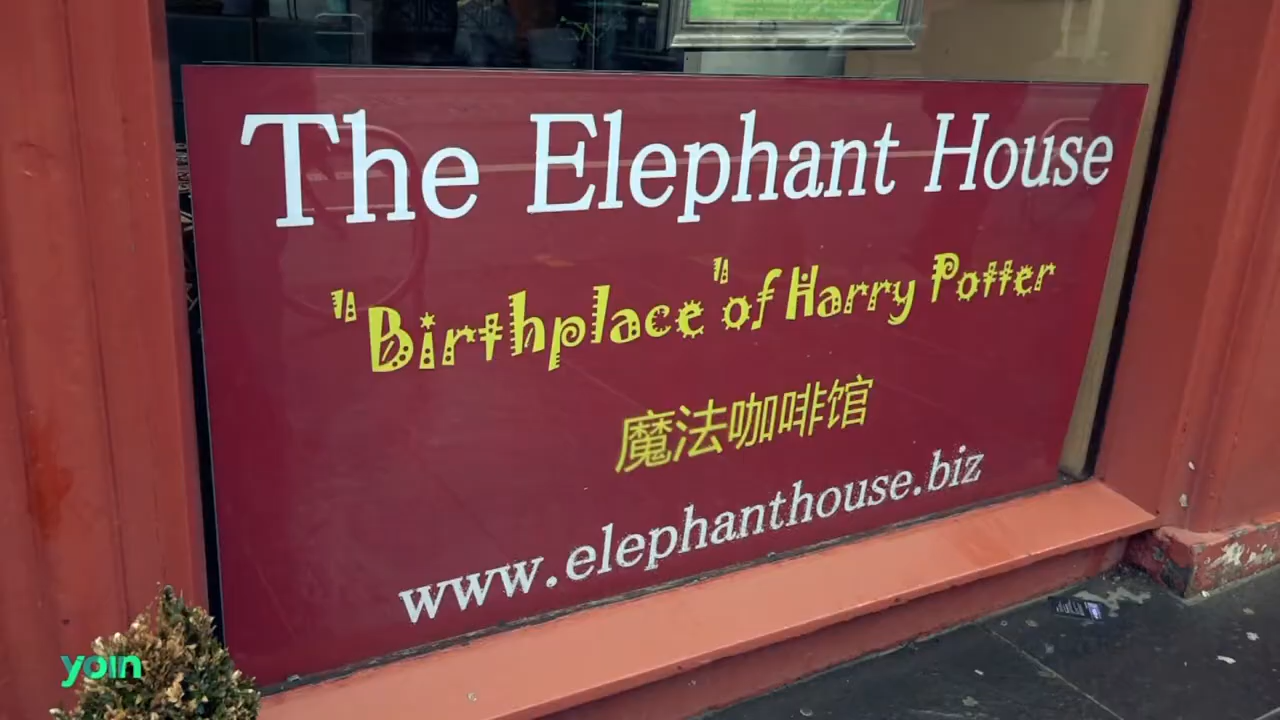 The Elephant House
"Birthplace" of Harry Potter
魔法咖啡馆
www.elephanthouse.biz
yoin